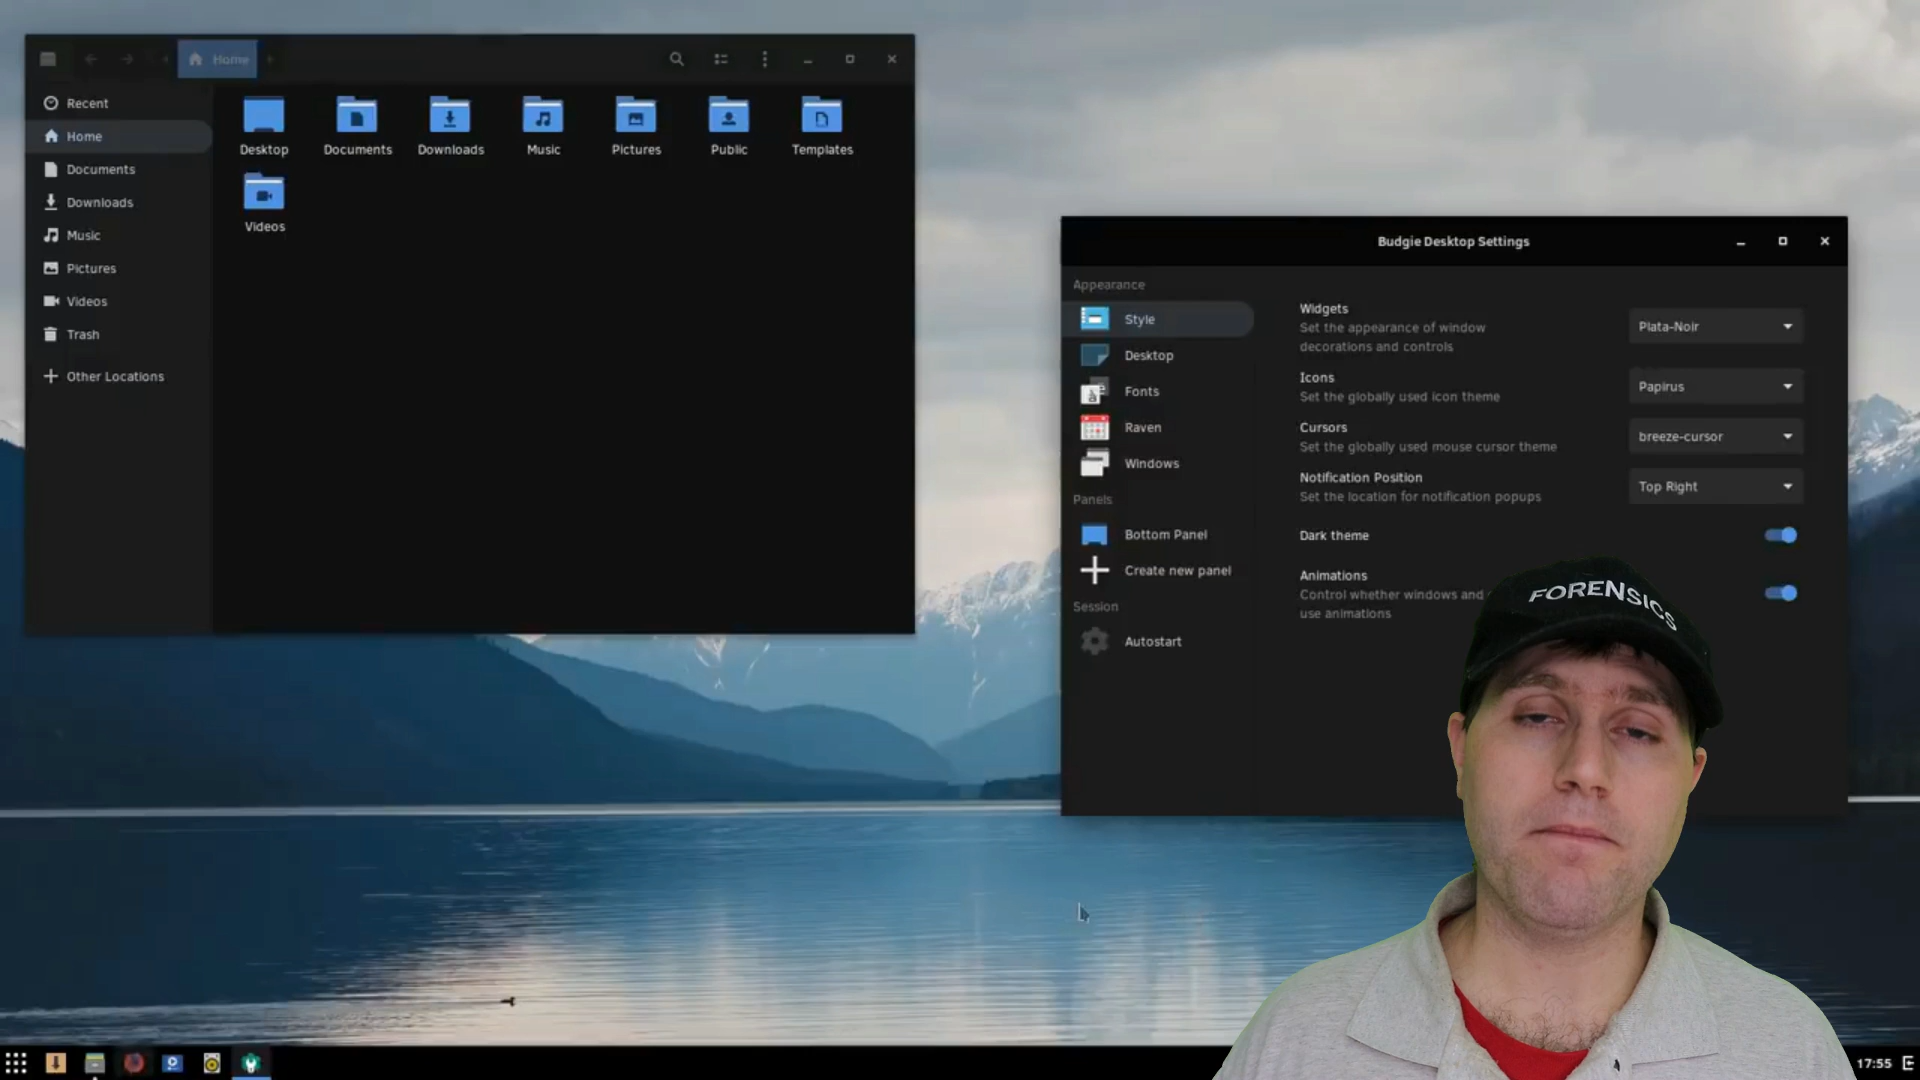 Home
Recent
Home
Documents
Downloads
Music
Pictures
Videos
Trash
Other Locations
Desktop
Documents
Downloads
Music
Pictures
Public
Templates
Videos
Budgie Desktop Settings
Appearance
Style
Desktop
Fonts
Raven
Windows
Panels
Bottom Panel
Create new panel
Session
Autostart
Widgets
Set the appearance of window
decorations and controls
Plata-Noir
Icons
Set the globally used icon theme
Papirus
Cursors
Set the globally used mouse cursor theme
breeze-cursor
Notification Position
Set the location for notification popups
Top Right
Dark theme
Animations
Control whether windows and
use animations
FORENSICS
17:55